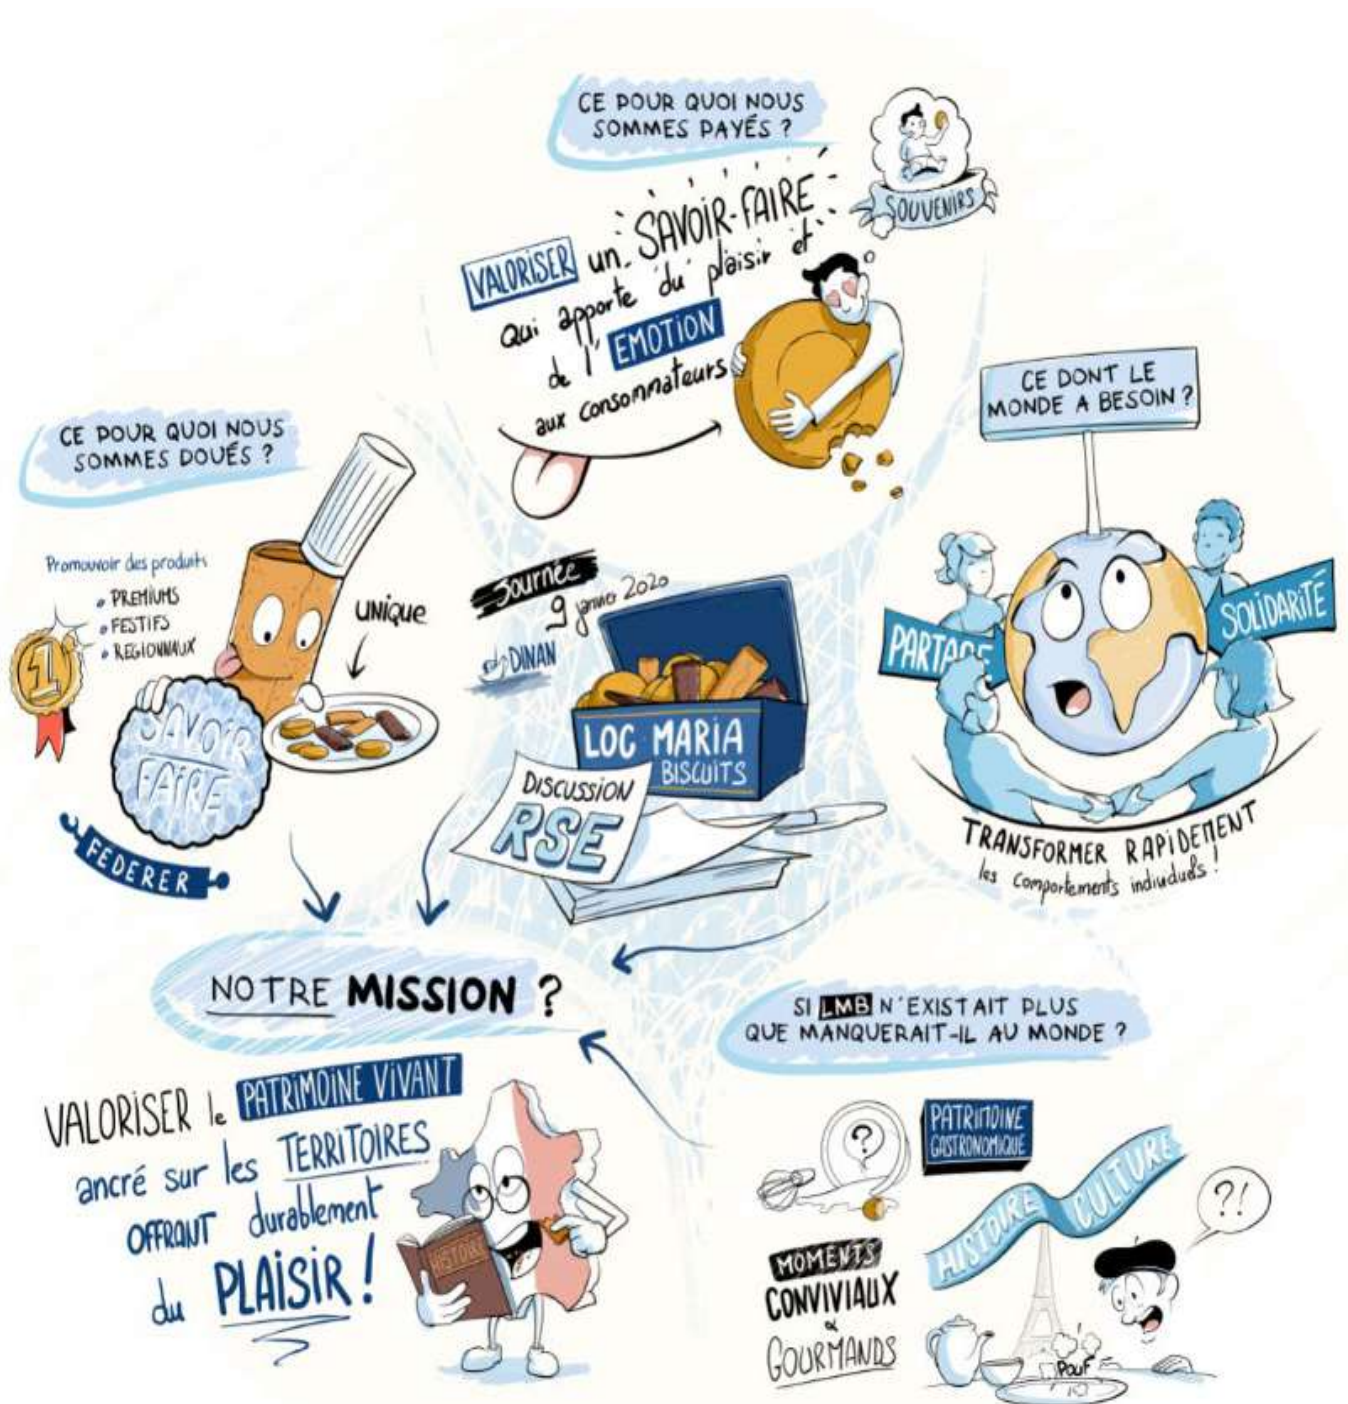 CE POUR QUOI NOUS
SOMMES PAYÉS ?
SOUVENIRS
VALORISER un SAVOIR-FAIRE
qui apporte du plaisir et
de l'EMOTION
aux consommateurs
CE DONT LE
MONDE A BESOIN ?
PARTAGE
SOLIDARITÉ
TRANSFORMER RAPIDEMENT
les comportements individuels !
CE POUR QUOI NOUS
SOMMES DOUÉS ?
Promouvoir des produits
• PREMIUMS
• FESTIFS
• REGIONNAUX
1
UNIQUE
SAVOIR
FAIRE
FEDERER
Journée
9 janvier 2020
DINAN
LOC MARIA
BISCUITS
DISCUSSION
RSE
NOTRE MISSION ?
VALORISER le PATRIMOINE VIVANT
ancré sur les TERRITOIRES
OFFRANT durablement
du PLAISIR !
HISTOIRE
SI LMB N'EXISTAIT PLUS
QUE MANQUERAIT-IL AU MONDE ?
?
PATRIMOINE
GASTRONOMIQUE
HISTOIRE CULTURE
?!
MOMENTS
CONVIVIAUX
&
GOURMANDS
POUF